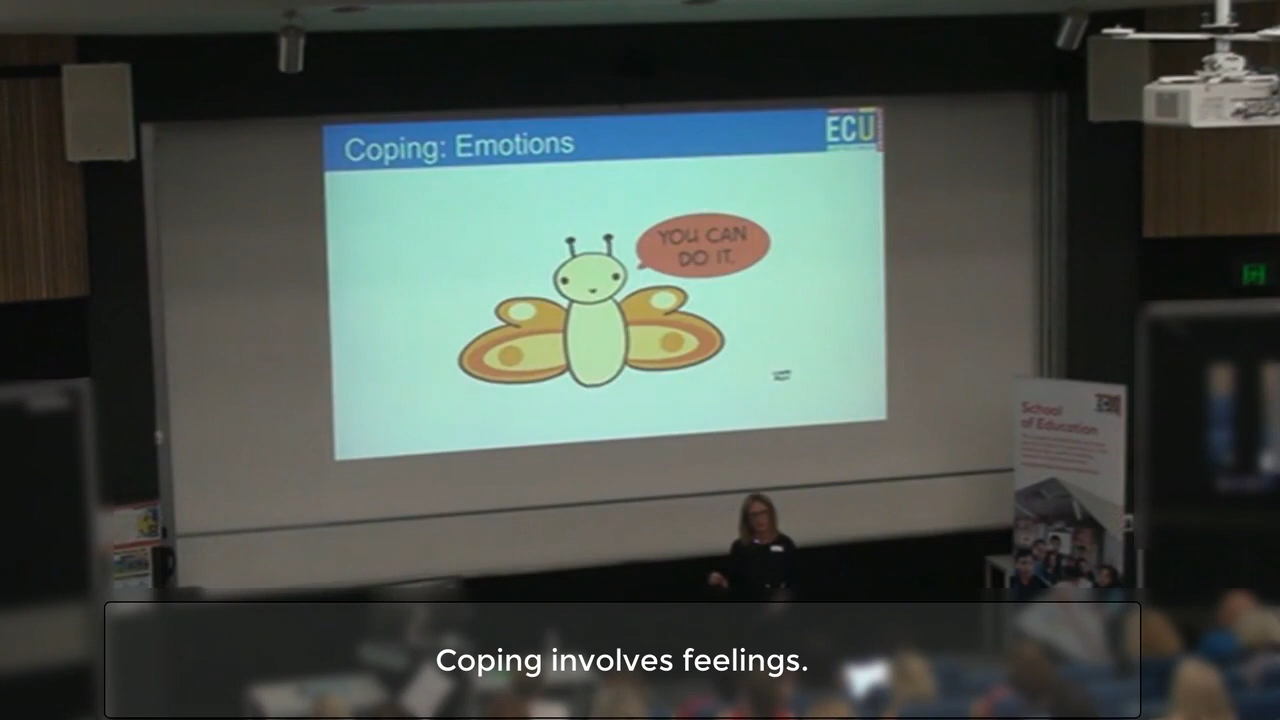 Coping: Emotions
ECU
YOU CAN
DO IT.
School
of Education
Coping involves feelings.